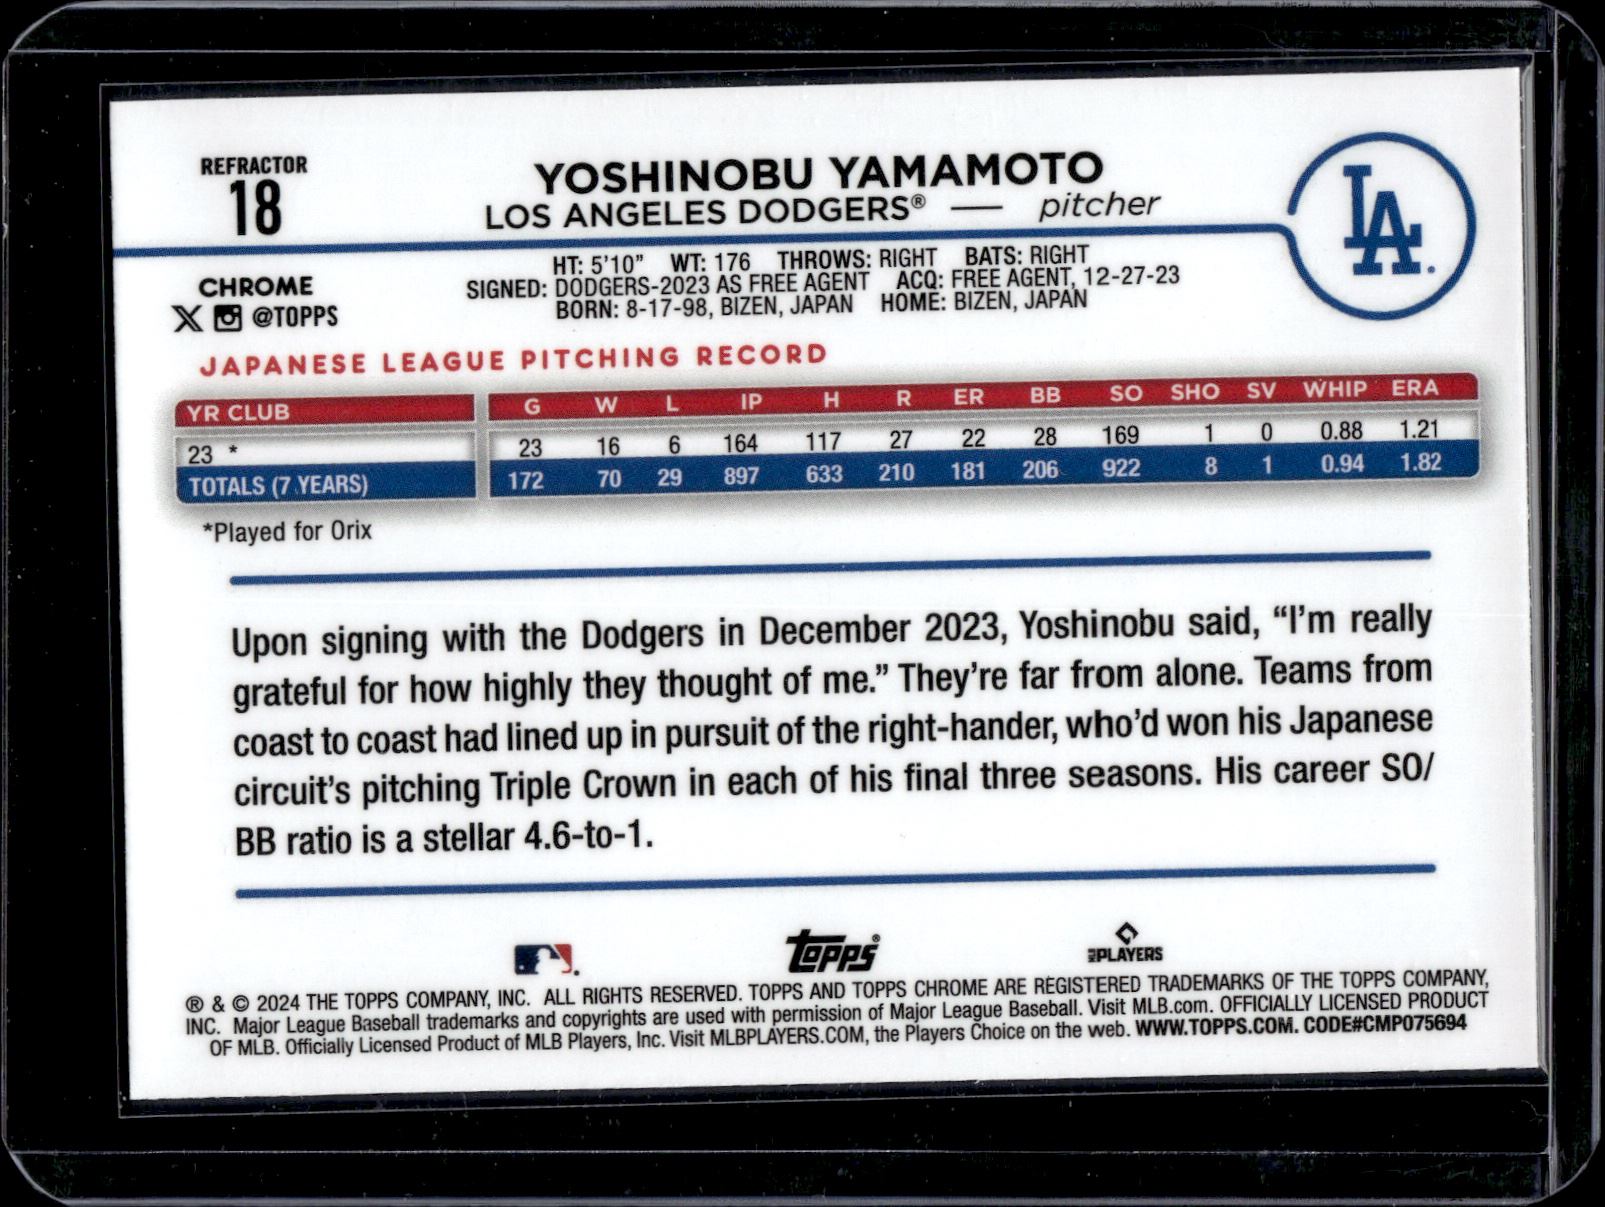 REFRACTOR
18
YOSHINOBU YAMAMOTO
LOS ANGELES DODGERS® — pitcher
LA
CHROME
X @TOPPS
HT: 5'10" WT: 176 THROWS: RIGHT BATS: RIGHT
SIGNED: DODGERS-2023 AS FREE AGENT ACQ: FREE AGENT, 12-27-23
BORN: 8-17-98, BIZEN, JAPAN HOME: BIZEN, JAPAN
JAPANESE LEAGUE PITCHING RECORD
YR CLUB G W L IP H R ER BB SO SHO SV WHIP ERA
23 * 23 16 6 164 117 27 22 28 169 1 0 0.88 1.21
TOTALS (7 YEARS) 172 70 29 897 633 210 181 206 922 8 1 0.94 1.82
*Played for Orix
Upon signing with the Dodgers in December 2023, Yoshinobu said, “I’m really
grateful for how highly they thought of me.” They’re far from alone. Teams from
coast to coast had lined up in pursuit of the right-hander, who’d won his Japanese
circuit’s pitching Triple Crown in each of his final three seasons. His career SO/
BB ratio is a stellar 4.6-to-1.
Topps® MLBPLAYERS
® & © 2024 THE TOPPS COMPANY, INC. ALL RIGHTS RESERVED. TOPPS AND TOPPS CHROME ARE REGISTERED TRADEMARKS OF THE TOPPS COMPANY,
INC. Major League Baseball trademarks and copyrights are used with permission of Major League Baseball. Visit MLB.com. OFFICIALLY LICENSED PRODUCT
OF MLB. Officially Licensed Product of MLB Players, Inc. Visit MLBPLAYERS.COM, the Players Choice on the web. WWW.TOPPS.COM. CODE#CMP075694